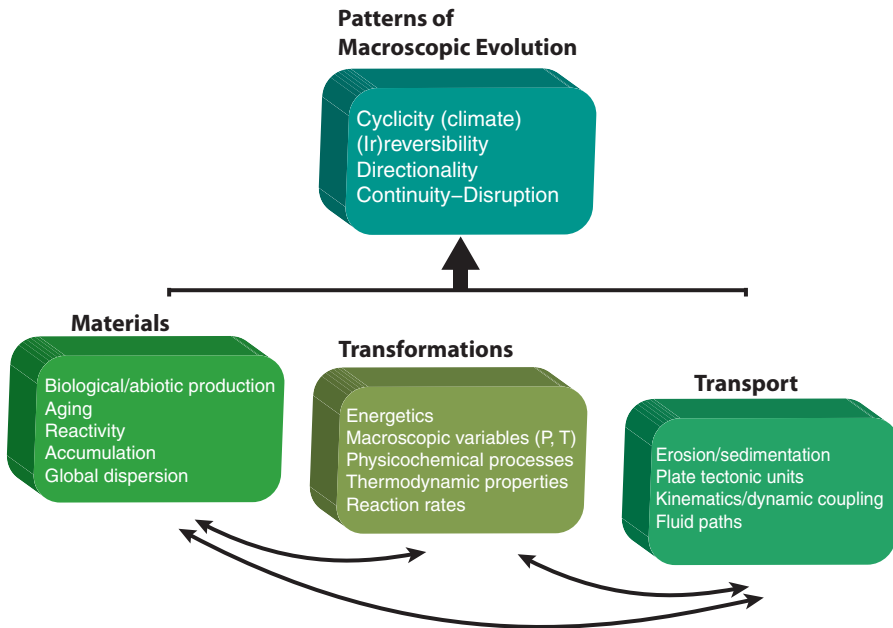 Patterns of
Macroscopic Evolution
Cyclicity (climate)
(Ir)reversibility
Directionality
Continuity–Disruption
Materials
Biological/abiotic production
Aging
Reactivity
Accumulation
Global dispersion
Transformations
Energetics
Macroscopic variables (P, T)
Physicochemical processes
Thermodynamic properties
Reaction rates
Transport
Erosion/sedimentation
Plate tectonic units
Kinematics/dynamic coupling
Fluid paths